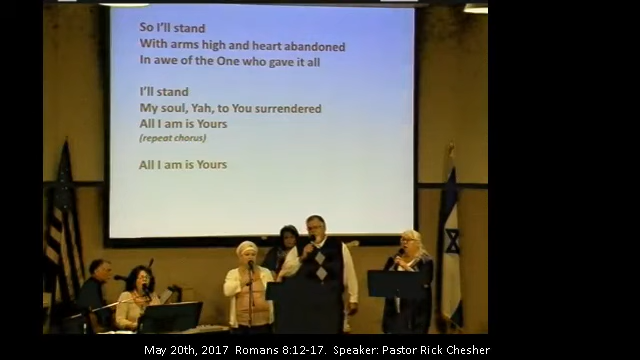 So I'll stand
With arms high and heart abandoned
In awe of the One who gave it all
I'll stand
My soul, Yah, to You surrendered
All I am is Yours
(repeat chorus)
All I am is Yours
May 20th, 2017 Romans 8:12-17. Speaker: Pastor Rick Chesher